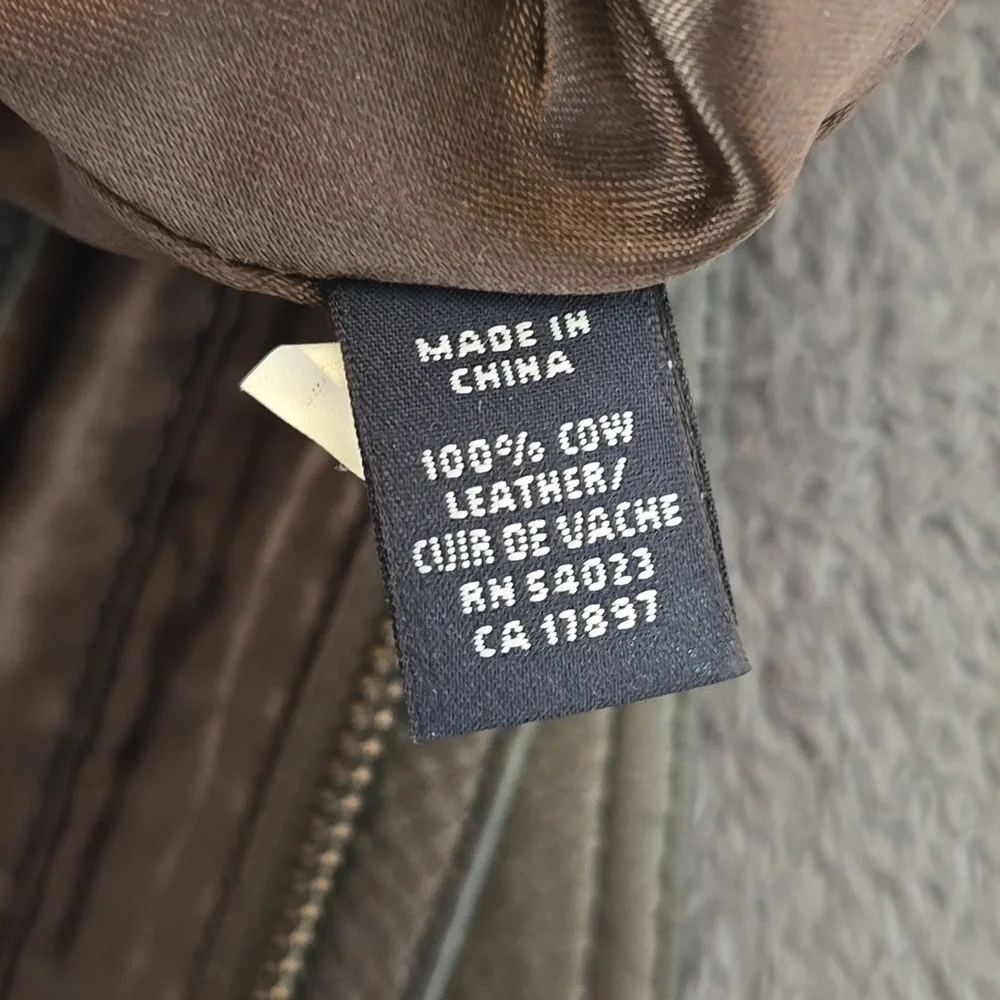 MADE IN
CHINA
100% COW
LEATHER/
CUIR DE VACHE
RN 54023
CA 17897